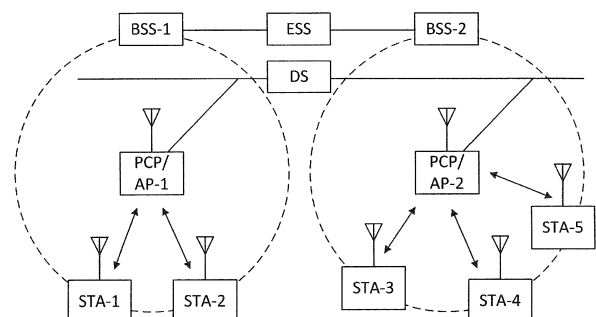 BSS-1
ESS
BSS-2
DS
PCP/
AP-1
PCP/
AP-2
STA-5
STA-1
STA-2
STA-3
STA-4